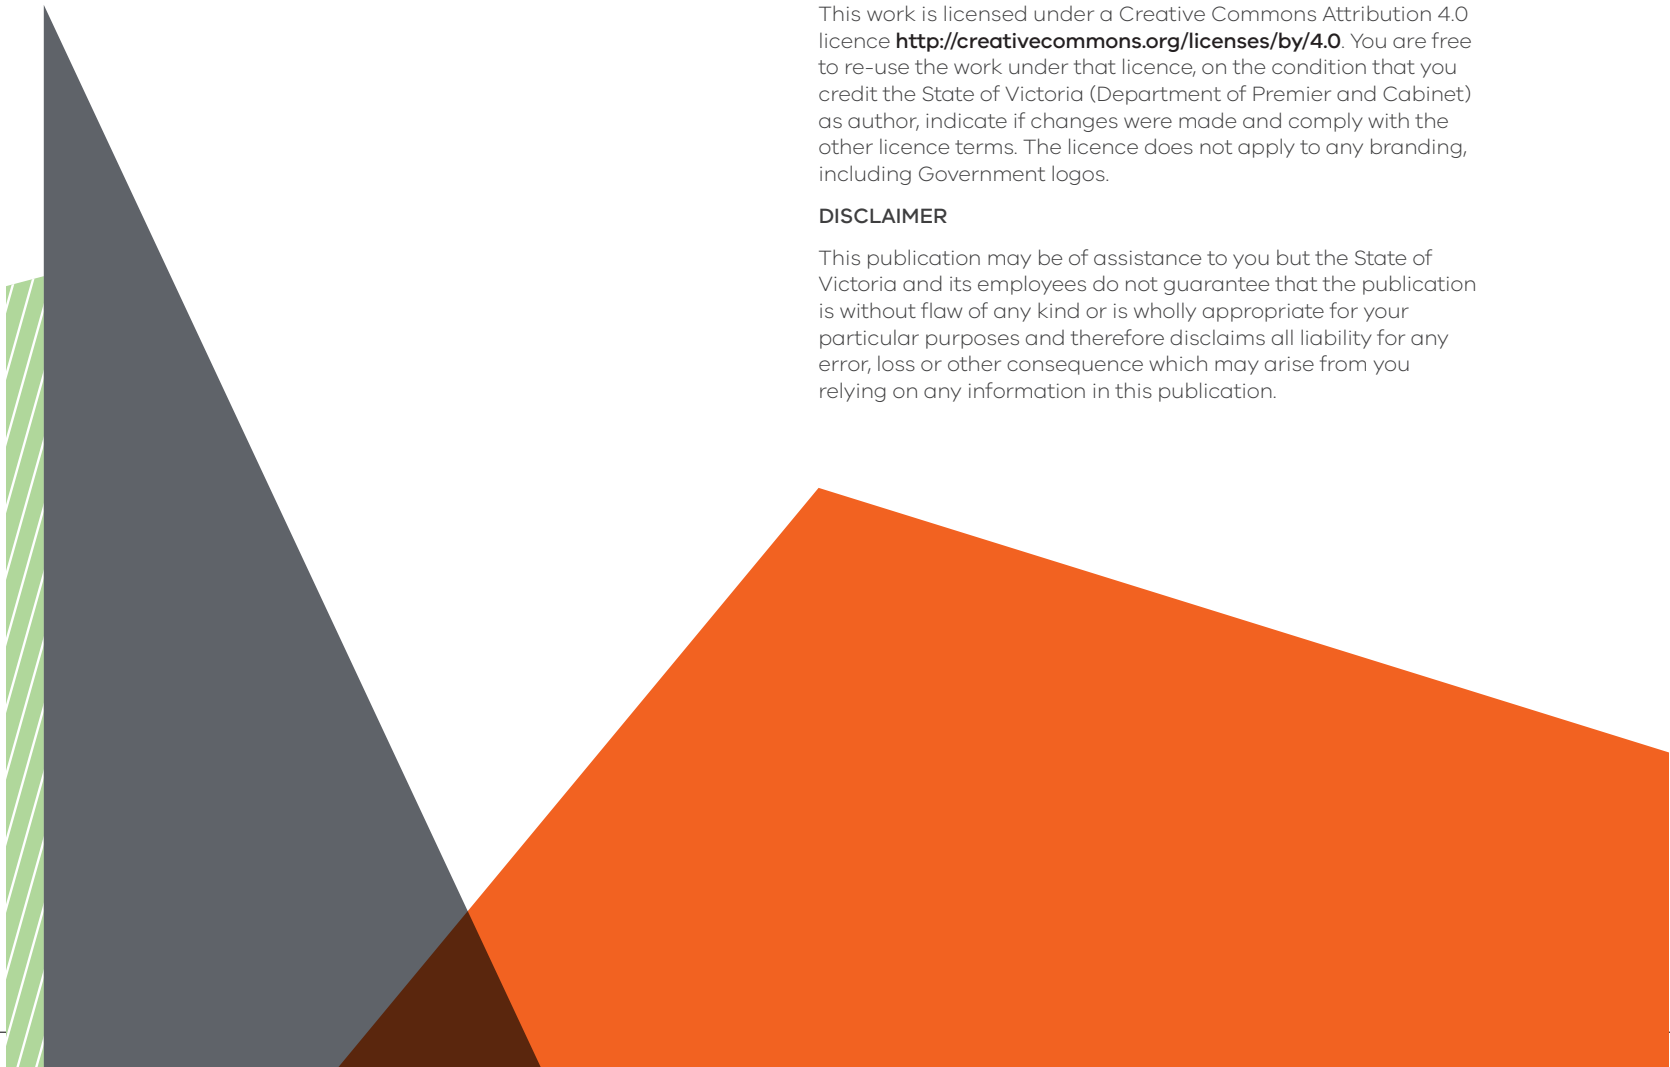 This work is licensed under a Creative Commons Attribution 4.0
licence http://creativecommons.org/licenses/by/4.0. You are free
to re-use the work under that licence, on the condition that you
credit the State of Victoria (Department of Premier and Cabinet)
as author, indicate if changes were made and comply with the
other licence terms. The licence does not apply to any branding,
including Government logos.
DISCLAIMER
This publication may be of assistance to you but the State of
Victoria and its employees do not guarantee that the publication
is without flaw of any kind or is wholly appropriate for your
particular purposes and therefore disclaims all liability for any
error, loss or other consequence which may arise from you
relying on any information in this publication.